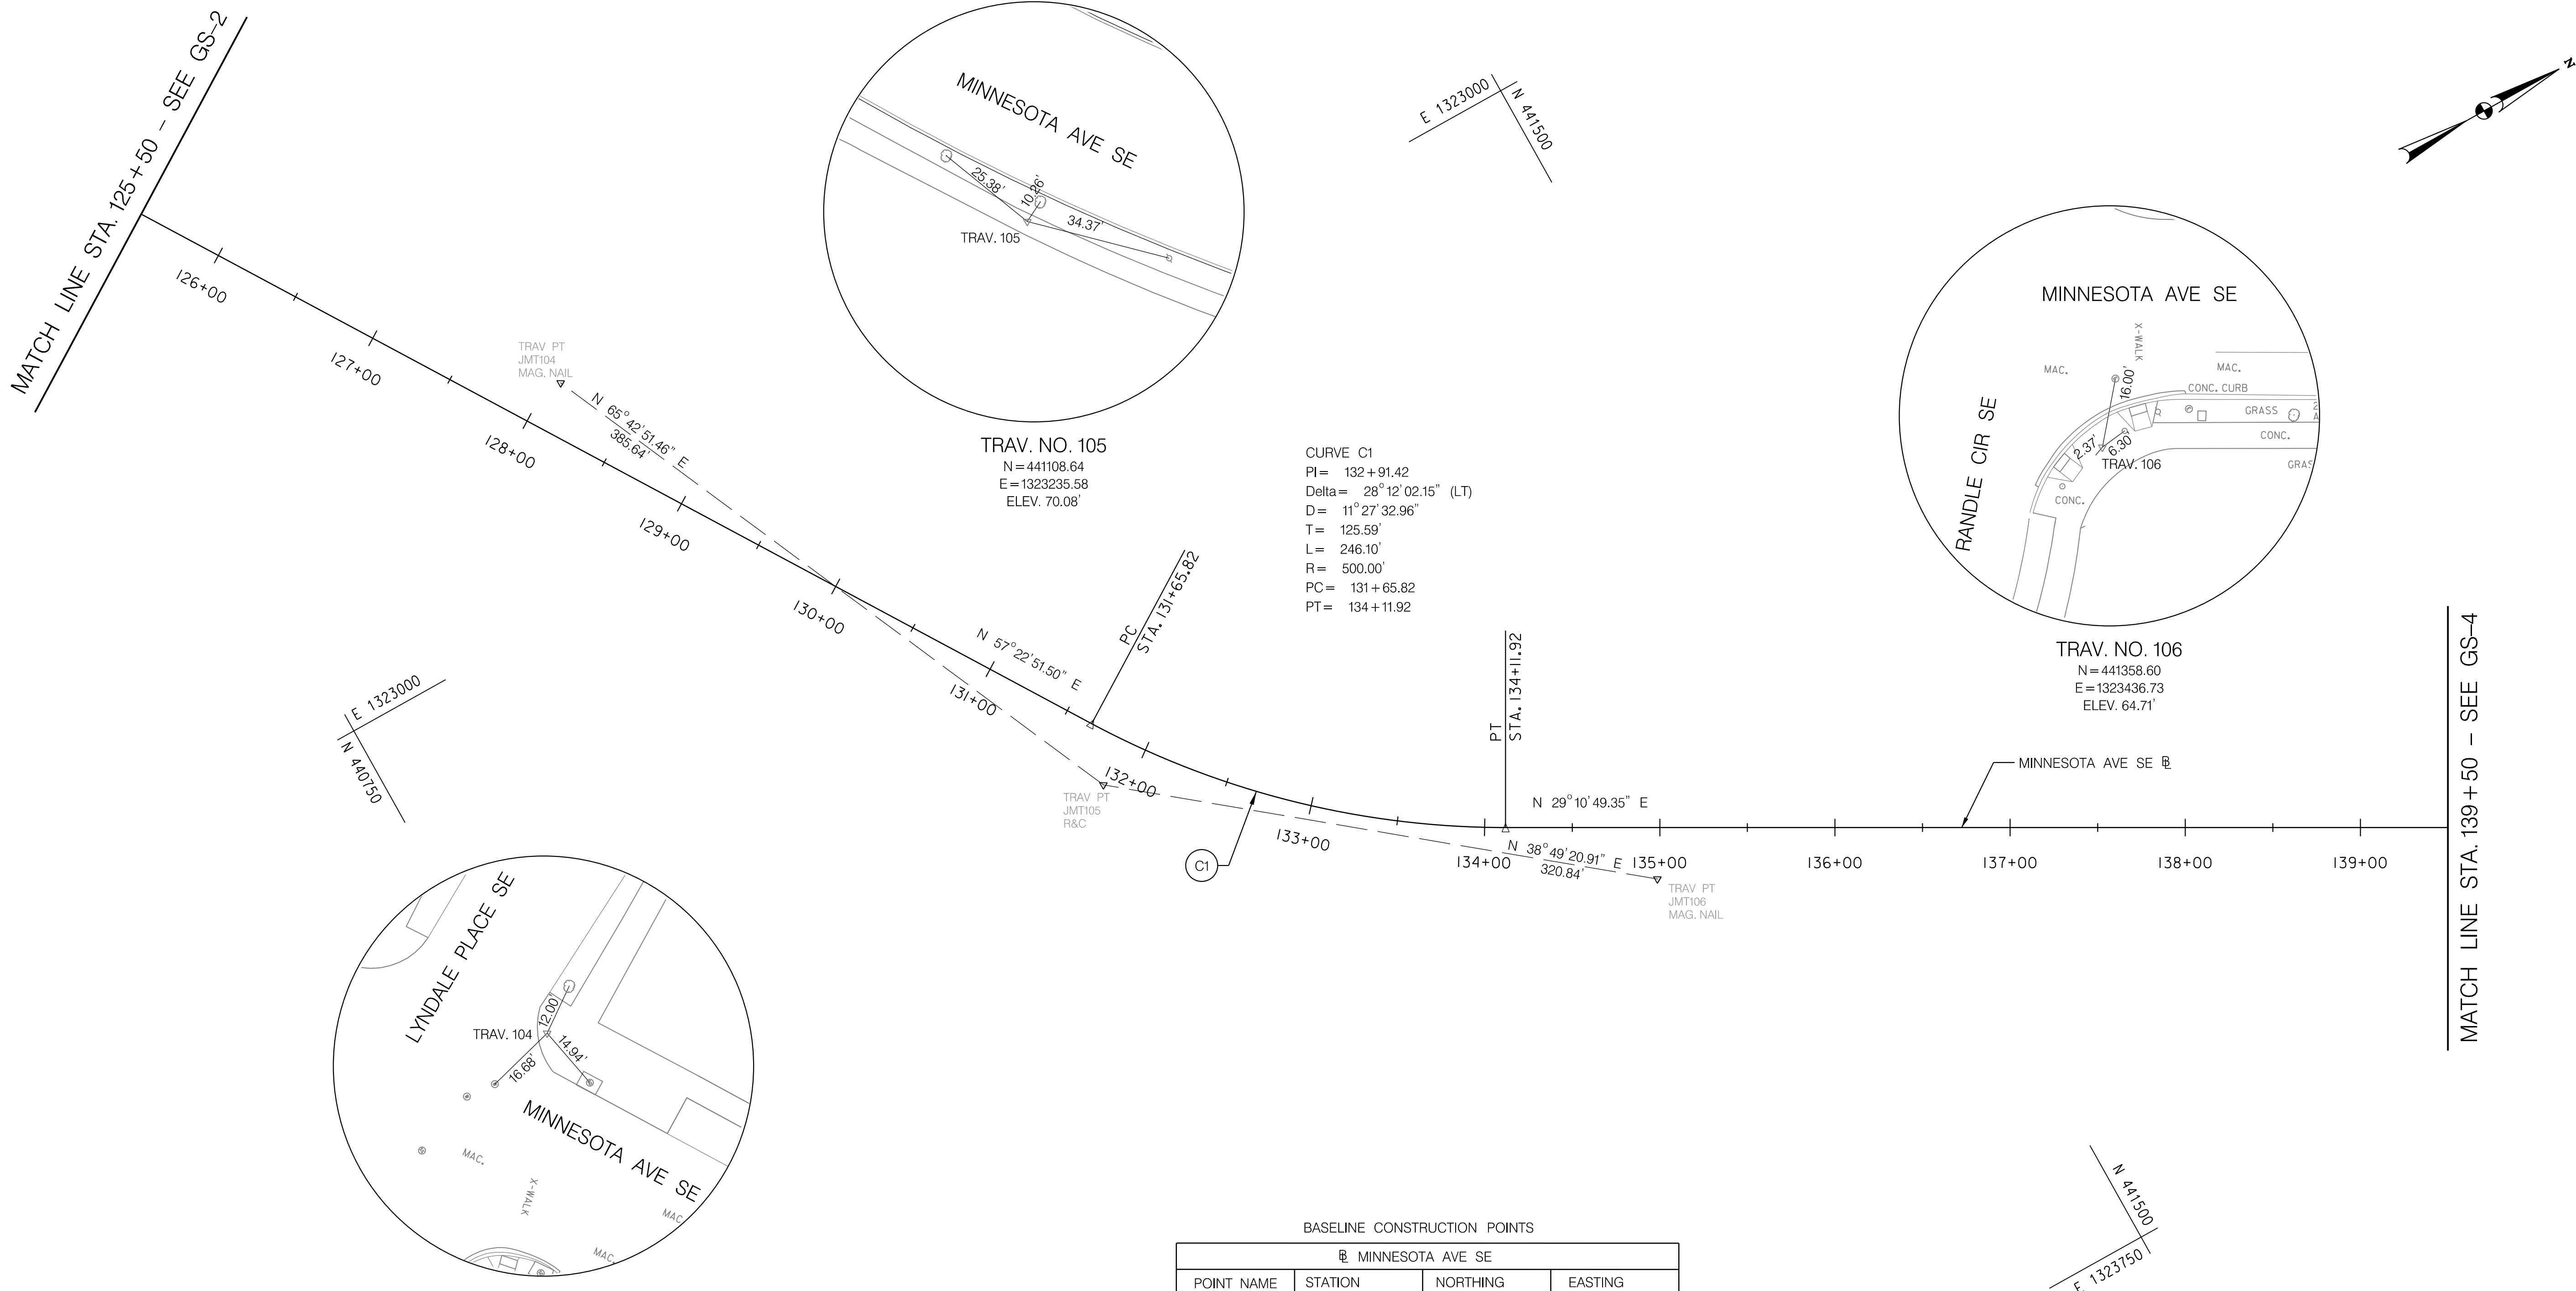 MATCH LINE STA. 125+50 - SEE GS-2
126+00
127+00
128+00
129+00
130+00
131+00
132+00
133+00
134+00
135+00
136+00
137+00
138+00
139+00
TRAV PT
JMT104
MAG. NAIL
N 65°42'51.46" E
385.64'
MINNESOTA AVE SE
25.38'
10.26'
34.37'
TRAV. 105
TRAV. NO. 105
N=441108.64
E=1323235.58
ELEV. 70.08'
E 1323000
N 441500
N
CURVE C1
PI= 132+91.42
Delta= 28°12'02.15" (LT)
D= 11°27'32.96"
T= 125.59'
L= 246.10'
R= 500.00'
PC= 131+65.82
PT= 134+11.92
MINNESOTA AVE SE
X-WALK
MAC.
MAC.
16.00'
CONC. CURB
GRASS
2
A
CONC.
2.37'
6.30'
TRAV. 106
GRAS
CONC.
RANDLE CIR SE
TRAV. NO. 106
N=441358.60
E=1323436.73
ELEV. 64.71'
N 57°22'51.50" E
PC
STA. 131+65.82
PT
STA. 134+11.92
TRAV PT
JMT105
R&C
C1
N 29°10'49.35" E
N 38°49'20.91" E
320.84'
TRAV PT
JMT106
MAG. NAIL
MINNESOTA AVE SE BL
MATCH LINE STA. 139+50 - SEE GS-4
E 1323000
N 440750
LYNDALE PLACE SE
TRAV. 104
12.00'
14.94'
16.68'
MINNESOTA AVE SE
MAC.
X-WALK
MAC
MAC.
N 441500
E 1323750
BASELINE CONSTRUCTION POINTS
BL MINNESOTA AVE SE
POINT NAME STATION NORTHING EASTING